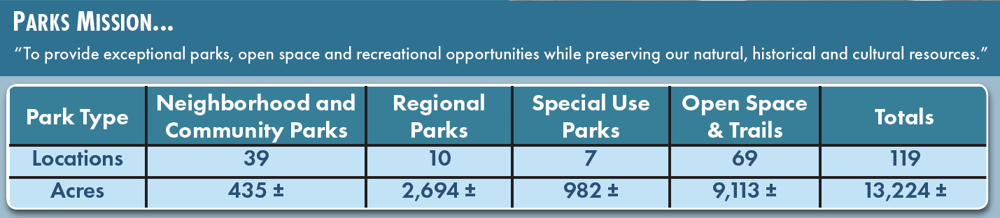 PARKS MISSION...
“To provide exceptional parks, open space and recreational opportunities while preserving our natural, historical and cultural resources.”
Park Type Neighborhood and Community Parks Regional Parks Special Use Parks Open Space & Trails Totals
Locations 39 10 7 69 119
Acres 435 ± 2,694 ± 982 ± 9,113 ± 13,224 ±